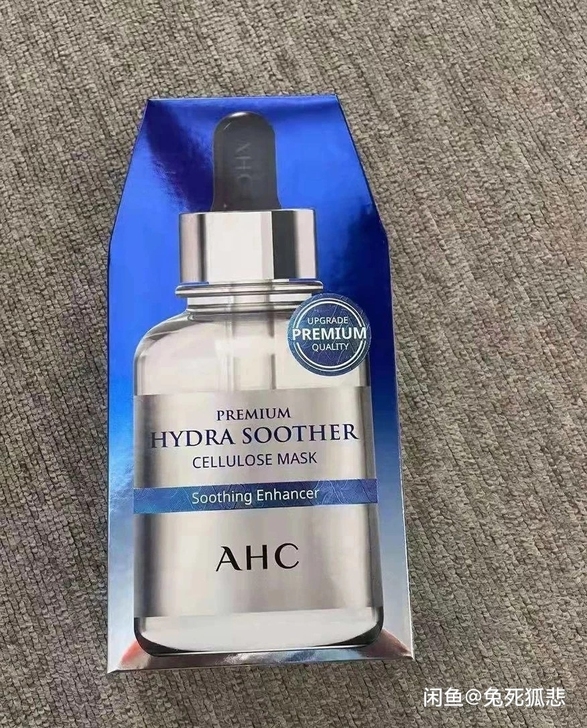 AHC
UPGRADE
PREMIUM
QUALITY
PREMIUM
HYDRA SOOTHER
CELLULOSE MASK
Soothing Enhancer
AHC
闲鱼@兔死狐悲